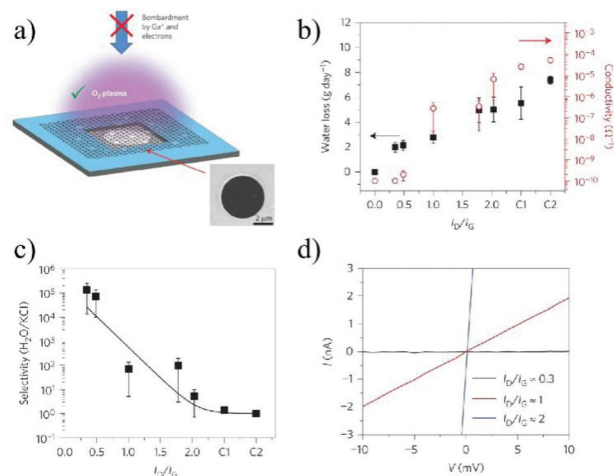 a)
Bombardment
by Ga⁺ and
electrons
O₂ plasma
2 μm
b)
Water loss (g day⁻¹)
12
10
8
6
4
2
0
10⁻³
10⁻⁴
10⁻⁵
10⁻⁶
10⁻⁷
10⁻⁸
10⁻⁹
10⁻¹⁰
Conductivity (Ω⁻¹)
0.0 0.5 1.0 1.5 2.0 C1 C2
I_D/I_G
c)
Selectivity (H₂O/KCl)
10⁶
10⁵
10⁴
10³
10²
10¹
10⁰
10⁻¹
0.0 0.5 1.0 1.5 2.0 C1 C2
I_D/I_G
d)
I (nA)
3
2
1
0
-1
-2
-3
I_D/I_G ≈ 0.3
I_D/I_G ≈ 1
I_D/I_G ≈ 2
-10 -5 0 5 10
V (mV)